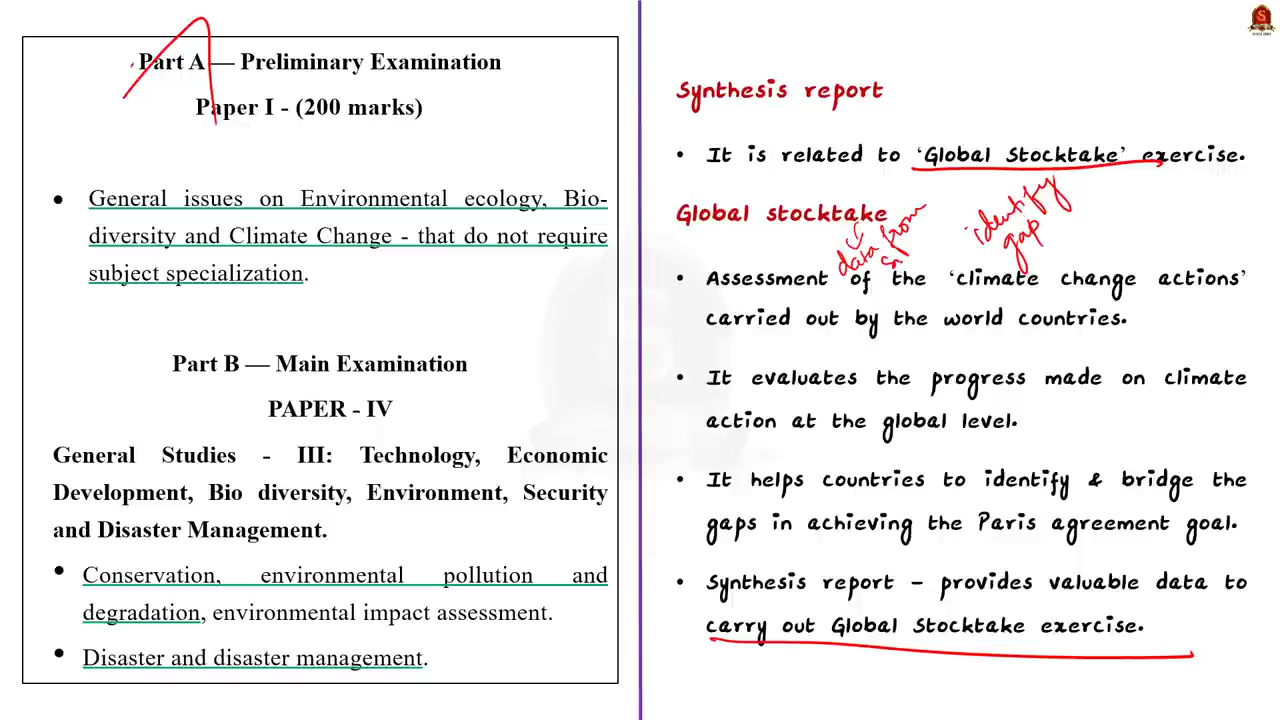 Part A — Preliminary Examination
Paper I - (200 marks)
• General issues on Environmental ecology, Bio-
diversity and Climate Change - that do not require
subject specialization.
Part B — Main Examination
PAPER - IV
General Studies - III: Technology, Economic
Development, Bio diversity, Environment, Security
and Disaster Management.
• Conservation, environmental pollution and
degradation, environmental impact assessment.
• Disaster and disaster management.
Synthesis report
• It is related to ‘Global Stocktake’ exercise.
Global stocktake
data from
identify
gap
• Assessment of the ‘climate change actions’
carried out by the world countries.
• It evaluates the progress made on climate
action at the global level.
• It helps countries to identify & bridge the
gaps in achieving the Paris agreement goal.
• Synthesis report – provides valuable data to
carry out Global Stocktake exercise.